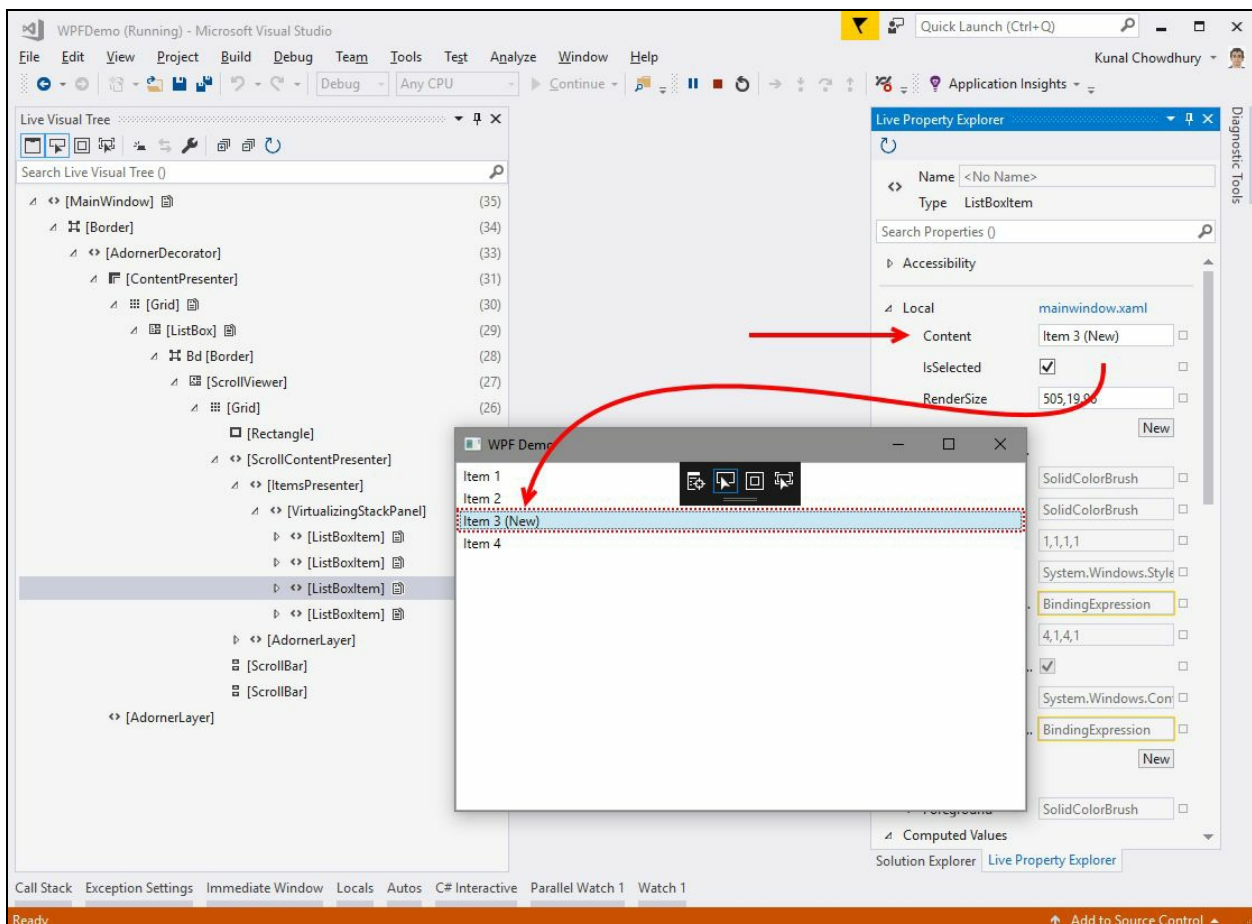 WPFDemo (Running) - Microsoft Visual Studio
Quick Launch (Ctrl+Q)
File Edit View Project Build Debug Team Tools Test Analyze Window Help
Kunal Chowdhury
Debug Any CPU Continue Application Insights
Live Visual Tree
Search Live Visual Tree ()
[MainWindow] (35)
[Border] (34)
[AdornerDecorator] (33)
[ContentPresenter] (31)
[Grid] (30)
[ListBox] (29)
Bd [Border] (28)
[ScrollViewer] (27)
[Grid] (26)
[Rectangle]
[ScrollContentPresenter]
[ItemsPresenter]
[VirtualizingStackPanel]
[ListBoxItem]
[ListBoxItem]
[ListBoxItem]
[ListBoxItem]
[AdornerLayer]
[ScrollBar]
[ScrollBar]
[AdornerLayer]
WPF Demo
Item 1
Item 2
Item 3 (New)
Item 4
Live Property Explorer
Name <No Name>
Type ListBoxItem
Search Properties ()
Accessibility
Local mainwindow.xaml
Content Item 3 (New)
IsSelected
RenderSize 505,19.96
New
SolidColorBrush
SolidColorBrush
1,1,1,1
System.Windows.Style
BindingExpression
4,1,4,1
System.Windows.Con
BindingExpression
New
Foreground SolidColorBrush
Computed Values
Solution Explorer Live Property Explorer
Diagnostic Tools
Call Stack Exception Settings Immediate Window Locals Autos C# Interactive Parallel Watch 1 Watch 1
Ready
Add to Source Control